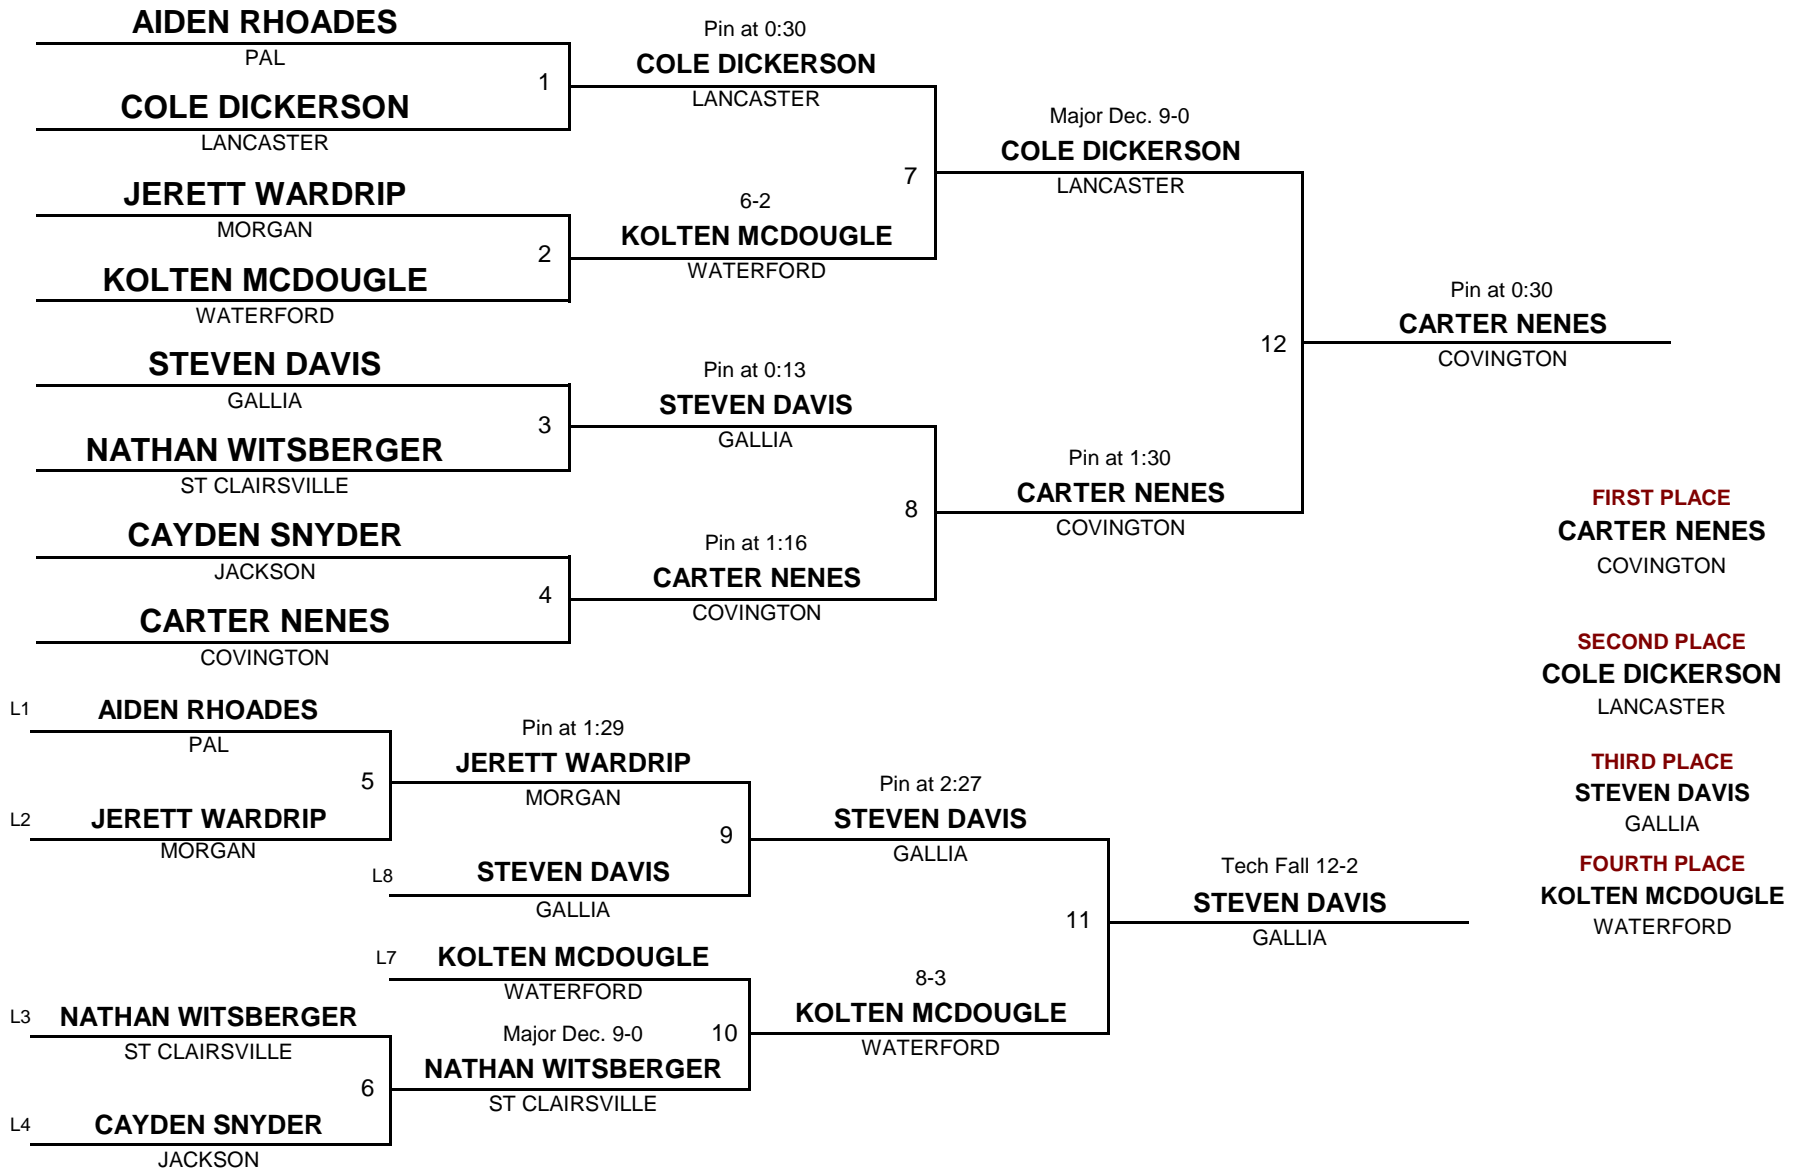 AIDEN RHOADES
PAL
1
COLE DICKERSON
LANCASTER
JERETT WARDRIP
MORGAN
2
KOLTEN MCDOUGLE
WATERFORD
STEVEN DAVIS
GALLIA
3
NATHAN WITSBERGER
ST CLAIRSVILLE
CAYDEN SNYDER
JACKSON
4
CARTER NENES
COVINGTON
Pin at 0:30
COLE DICKERSON
LANCASTER
7
6-2
KOLTEN MCDOUGLE
WATERFORD
Pin at 0:13
STEVEN DAVIS
GALLIA
8
Pin at 1:16
CARTER NENES
COVINGTON
Major Dec. 9-0
COLE DICKERSON
LANCASTER
12
Pin at 1:30
CARTER NENES
COVINGTON
Pin at 0:30
CARTER NENES
COVINGTON
FIRST PLACE
CARTER NENES
COVINGTON
SECOND PLACE
COLE DICKERSON
LANCASTER
THIRD PLACE
STEVEN DAVIS
GALLIA
FOURTH PLACE
KOLTEN MCDOUGLE
WATERFORD
L1
AIDEN RHOADES
PAL
5
L2
JERETT WARDRIP
MORGAN
L3
NATHAN WITSBERGER
ST CLAIRSVILLE
6
L4
CAYDEN SNYDER
JACKSON
Pin at 1:29
JERETT WARDRIP
MORGAN
9
L8
STEVEN DAVIS
GALLIA
L7
KOLTEN MCDOUGLE
WATERFORD
10
Major Dec. 9-0
NATHAN WITSBERGER
ST CLAIRSVILLE
Pin at 2:27
STEVEN DAVIS
GALLIA
11
8-3
KOLTEN MCDOUGLE
WATERFORD
Tech Fall 12-2
STEVEN DAVIS
GALLIA